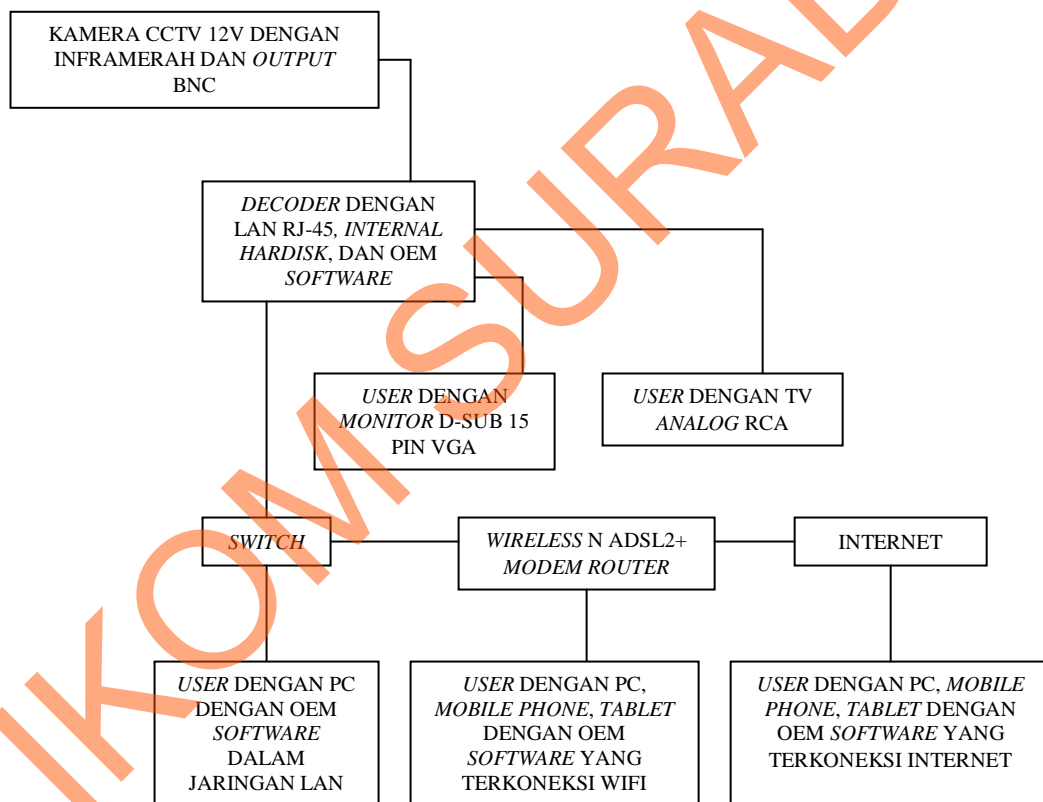 KAMERA CCTV 12V DENGAN
INFRAMERAH DAN OUTPUT
BNC
DECODER DENGAN
LAN RJ-45, INTERNAL
HARDISK, DAN OEM
SOFTWARE
USER DENGAN
MONITOR D-SUB 15
PIN VGA
USER DENGAN TV
ANALOG RCA
SWITCH
WIRELESS N ADSL2+
MODEM ROUTER
INTERNET
USER DENGAN PC
DENGAN OEM
SOFTWARE
DALAM
JARINGAN LAN
USER DENGAN PC,
MOBILE PHONE, TABLET
DENGAN OEM
SOFTWARE YANG
TERKONEKSI WIFI
USER DENGAN PC, MOBILE
PHONE, TABLET DENGAN
OEM SOFTWARE YANG
TERKONEKSI INTERNET
IKOM SURAB